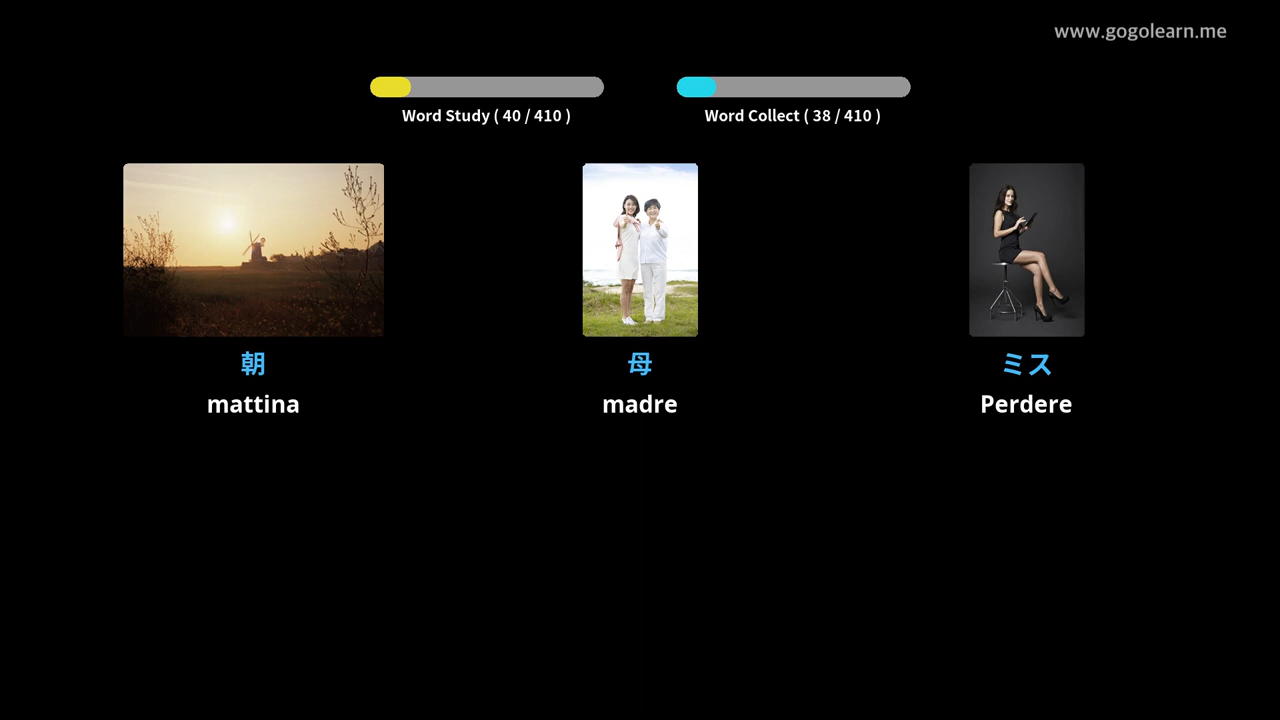 www.gogolearn.me
Word Study ( 40 / 410 )
Word Collect ( 38 / 410 )
朝
母
ミス
mattina
madre
Perdere